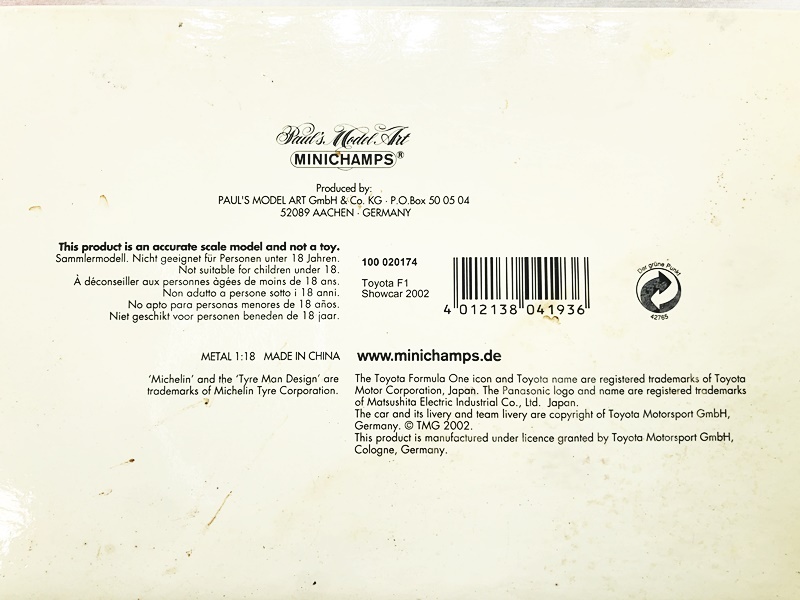 Paul's Model Art
MINICHAMPS®
Produced by:
PAUL'S MODEL ART GmbH & Co. KG · P.O.Box 50 05 04
52089 AACHEN · GERMANY
This product is an accurate scale model and not a toy.
Sammlermodell. Nicht geeignet für Personen unter 18 Jahren.
Not suitable for children under 18.
À déconseiller aux personnes âgées de moins de 18 ans.
Non adatto a persone sotto i 18 anni.
No apto para personas menores de 18 años.
Niet geschikt voor personen beneden de 18 jaar.
100 020174
Toyota F1
Showcar 2002
4 012138 041936
Der grüne Punkt
42765
METAL 1:18 MADE IN CHINA
www.minichamps.de
'Michelin' and the 'Tyre Man Design' are
trademarks of Michelin Tyre Corporation.
The Toyota Formula One icon and Toyota name are registered trademarks of Toyota
Motor Corporation, Japan. The Panasonic logo and name are registered trademarks
of Matsushita Electric Industrial Co., Ltd. Japan.
The car and its livery and team livery are copyright of Toyota Motorsport GmbH,
Germany. © TMG 2002.
This product is manufactured under licence granted by Toyota Motorsport GmbH,
Cologne, Germany.